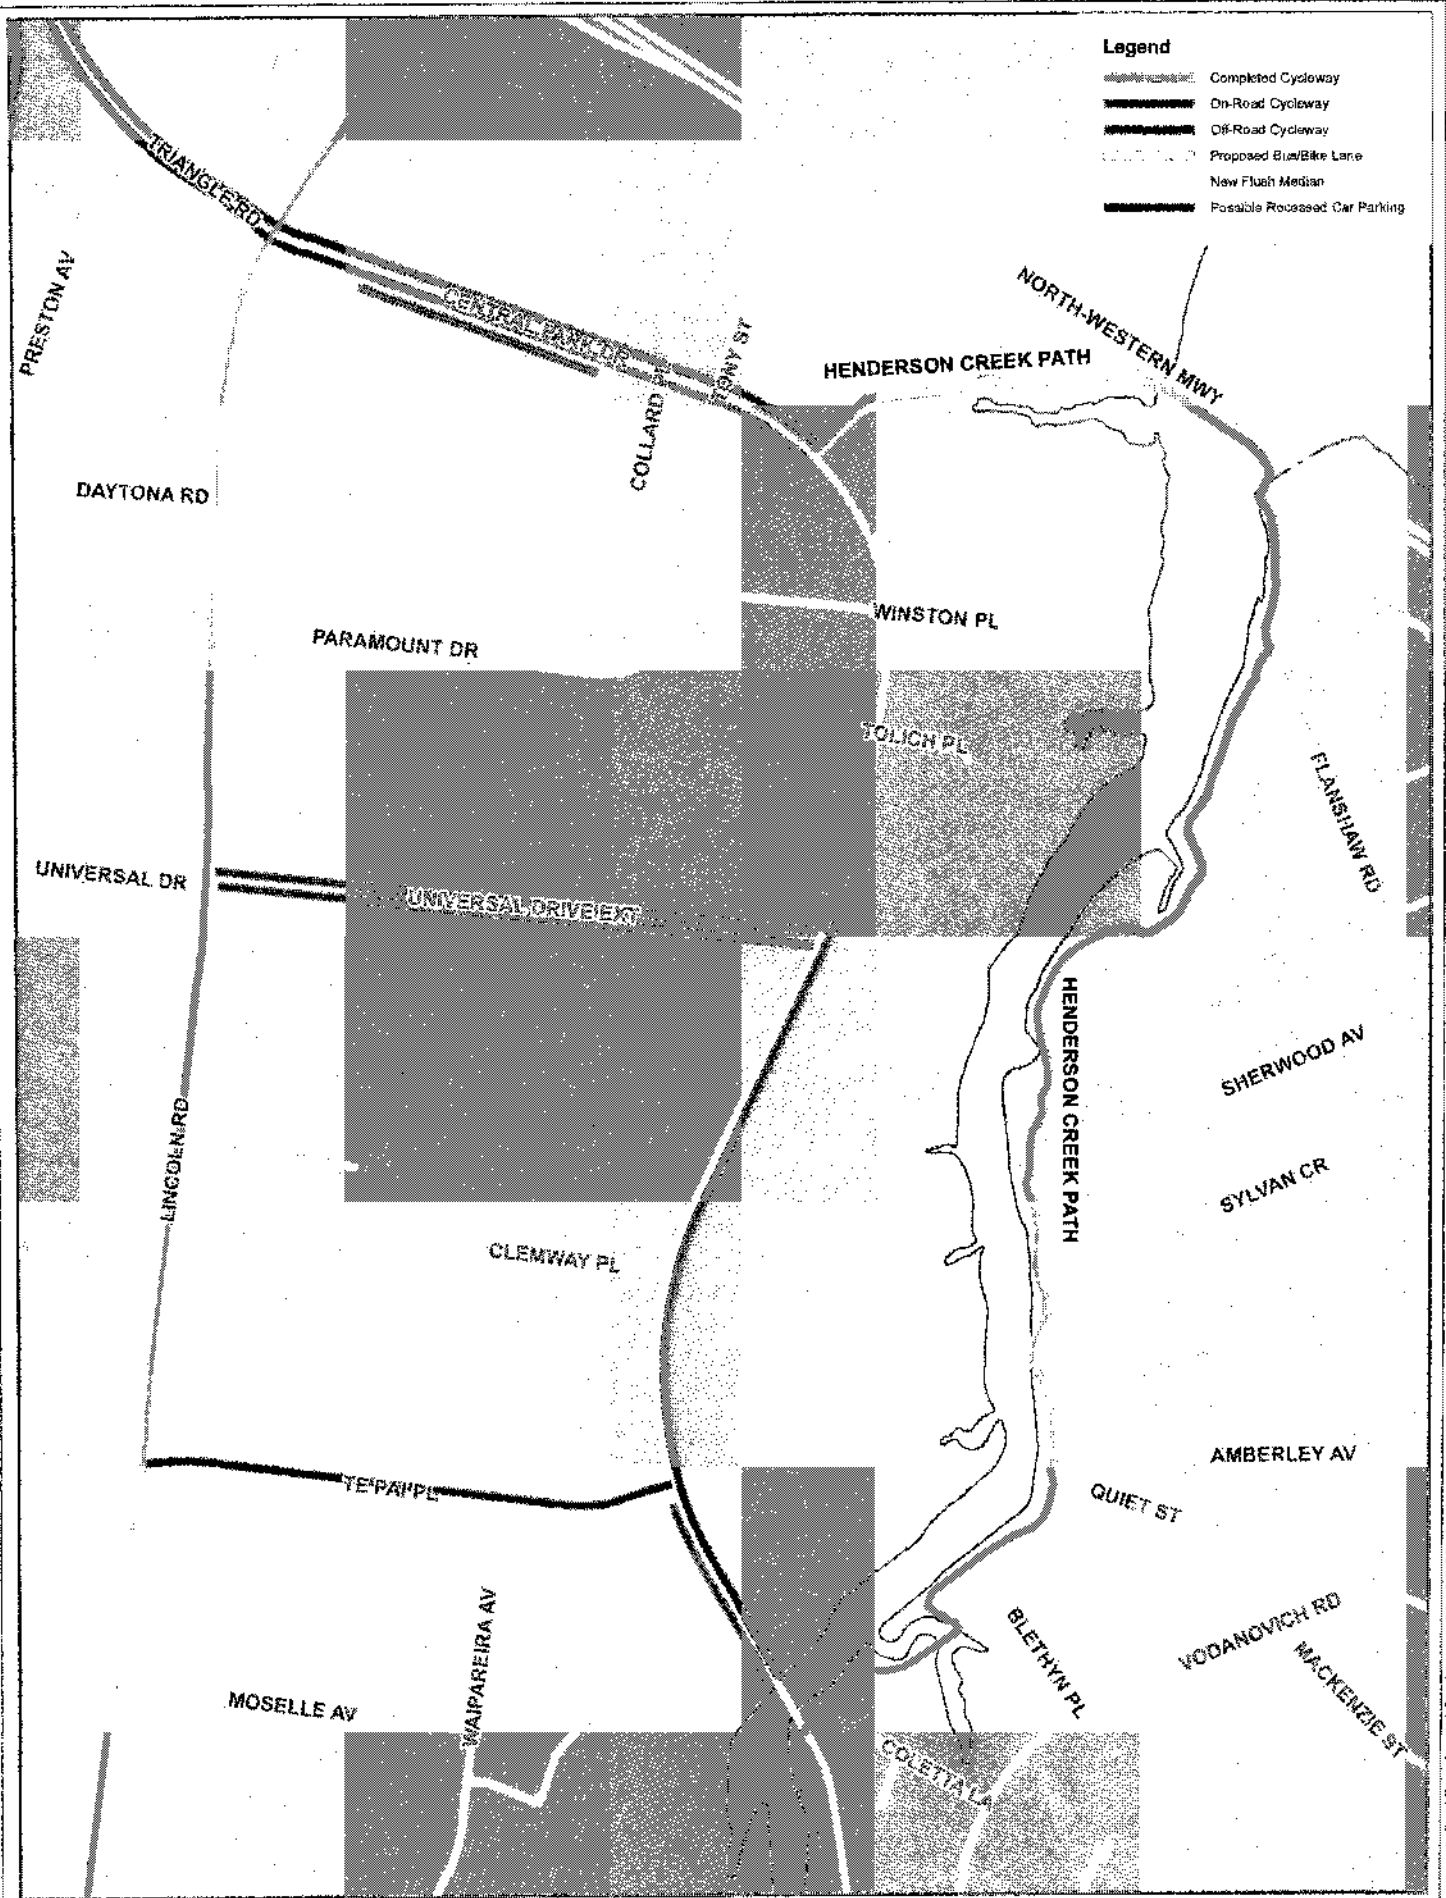 Legend
Completed Cycleway
On-Road Cycleway
Off-Road Cycleway
Proposed Bus/Bike Lane
New Flush Median
Possible Recessed Car Parking
TRIANGLE RD
PRESTON AV
CENTRAL PARK DR
TONY ST
COLLARD PL
NORTH-WESTERN MWY
HENDERSON CREEK PATH
DAYTONA RD
WINSTON PL
PARAMOUNT DR
TOLICH PL
FLANSHAW RD
UNIVERSAL DR
UNIVERSAL DRIVE EXT
HENDERSON CREEK PATH
SHERWOOD AV
LINCOLN RD
SYLVAN CR
CLEMWAY PL
AMBERLEY AV
TE PAI PL
QUIET ST
WAIPAREIRA AV
BLETHYN PL
VODANOVICH RD
MACKENZIE ST
MOSELLE AV
COLETTA LA